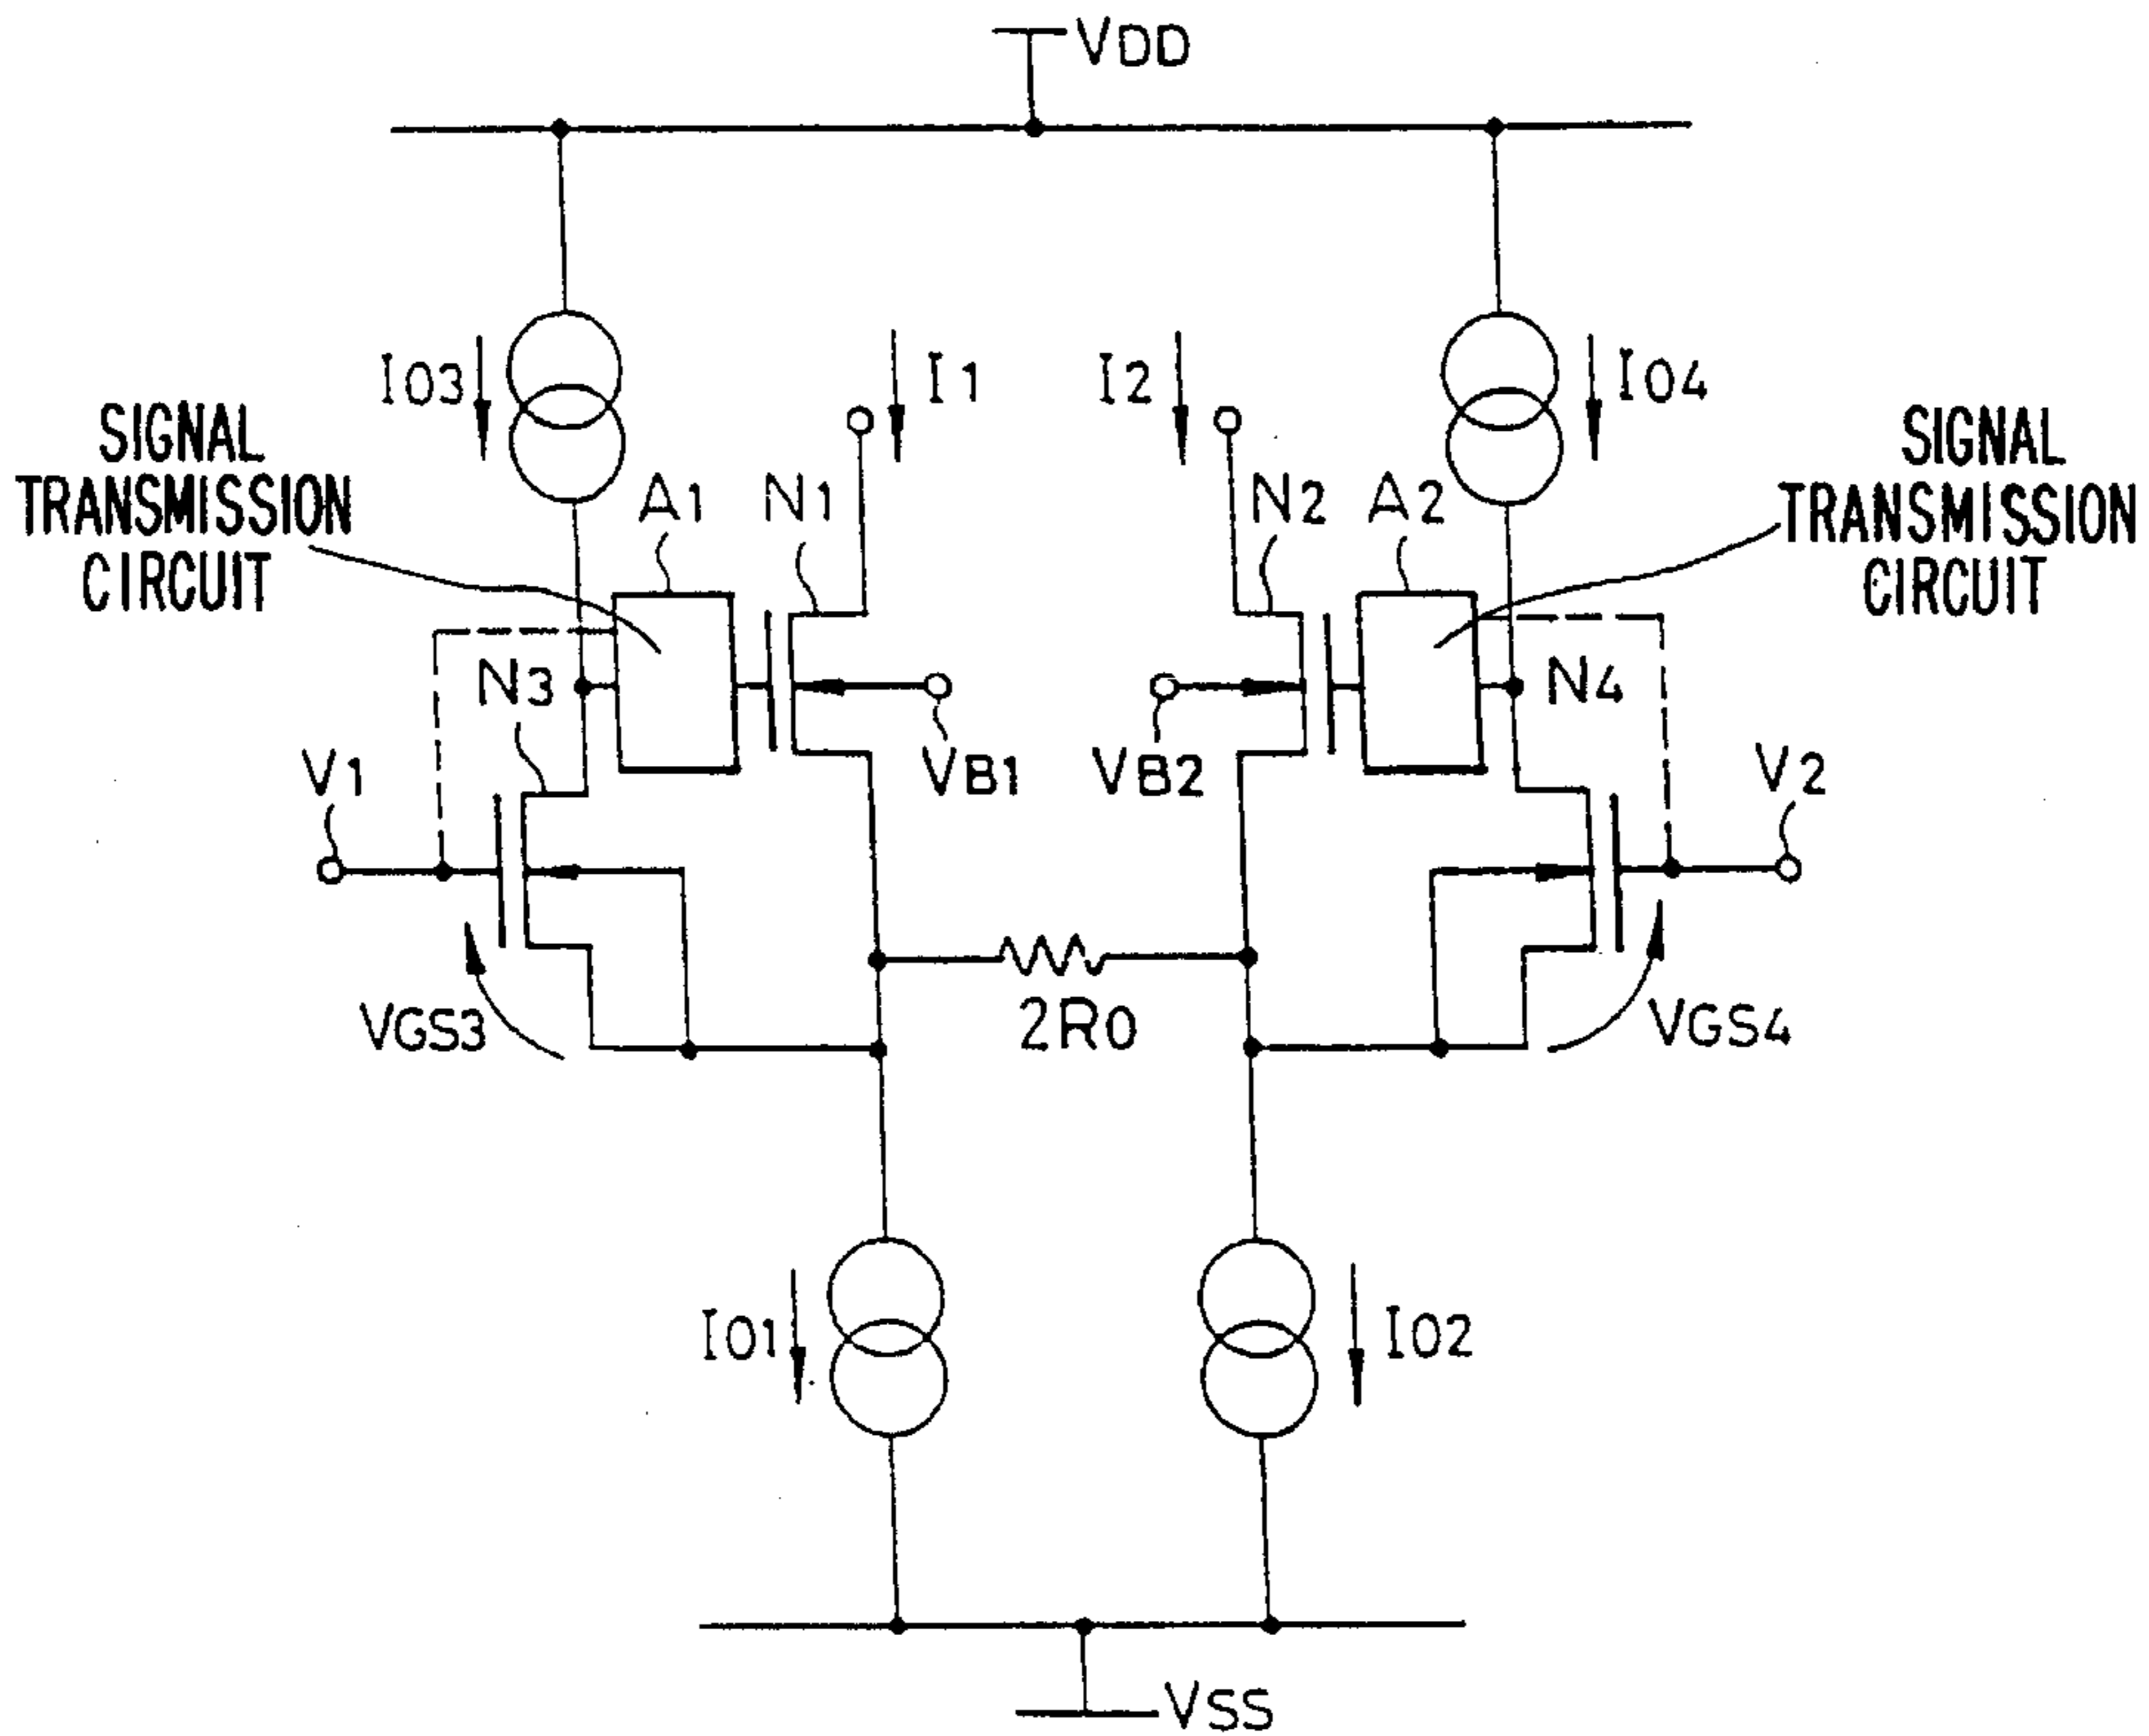 VDD
I03
I1
I2
I04
SIGNAL
TRANSMISSION
CIRCUIT
A1
N1
N2
A2
SIGNAL
TRANSMISSION
CIRCUIT
N3
N4
V1
VB1
VB2
V2
VGS3
2R0
VGS4
I01
I02
VSS